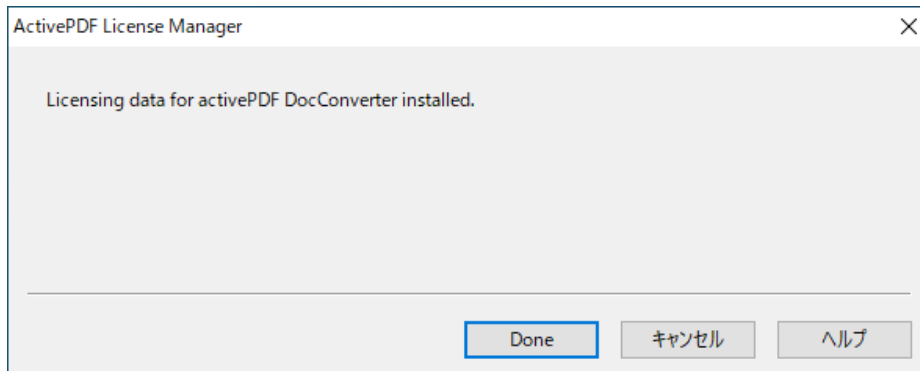 ActivePDF License Manager
Licensing data for activePDF DocConverter installed.
Done キャンセル ヘルプ